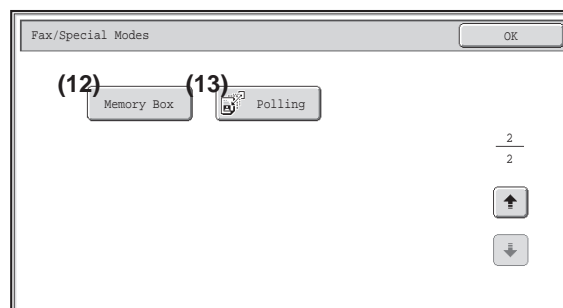 Fax/Special Modes OK
(12) (13)
Memory Box Polling
2
2